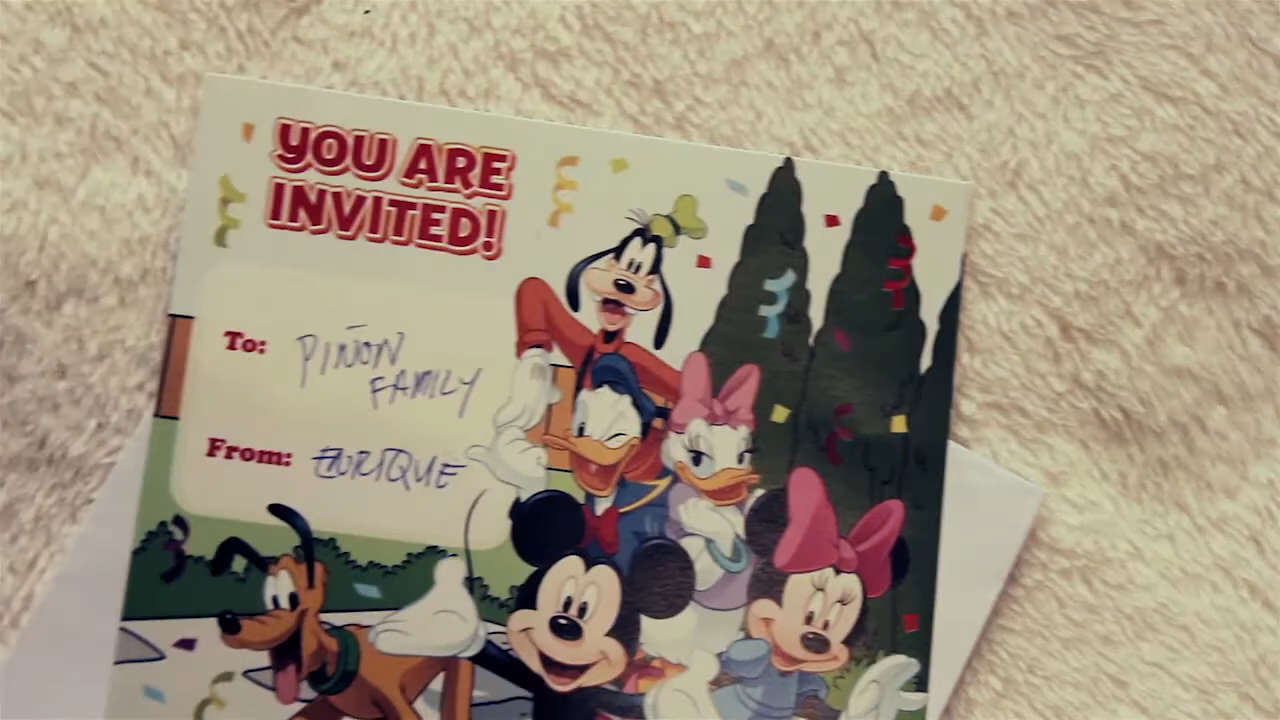 YOU ARE
INVITED!
To: PIÑON
FAMILY
From: ENRIQUE